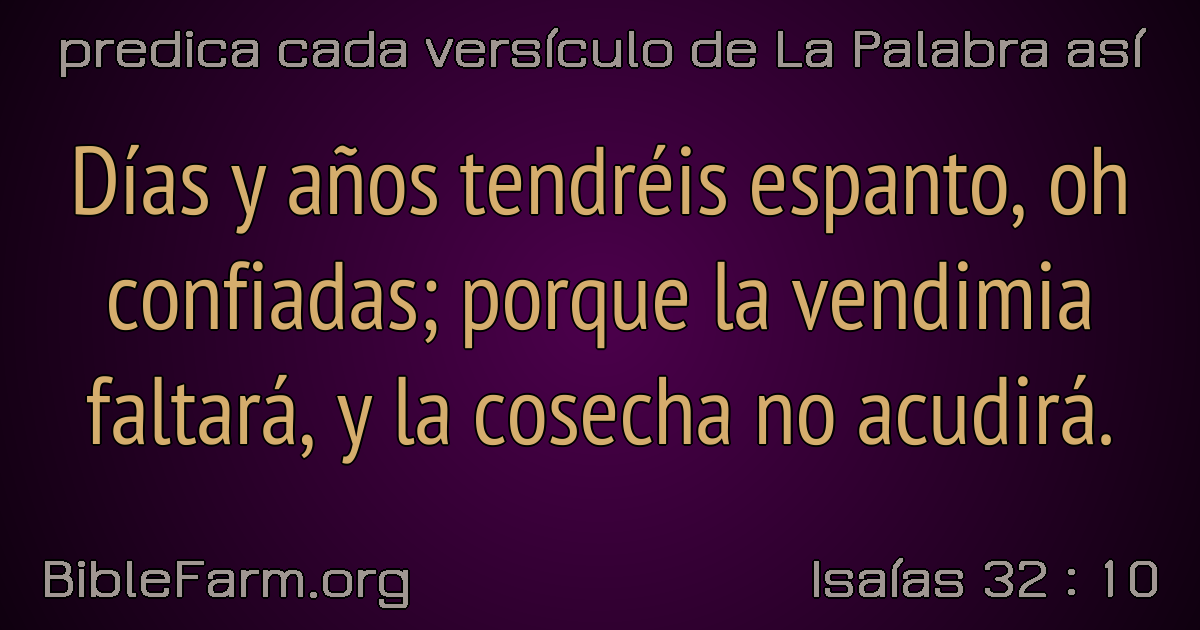 predica cada versículo de La Palabra así
Días y años tendréis espanto, oh
confiadas; porque la vendimia
faltará, y la cosecha no acudirá.
BibleFarm.org
Isaías 32 : 10